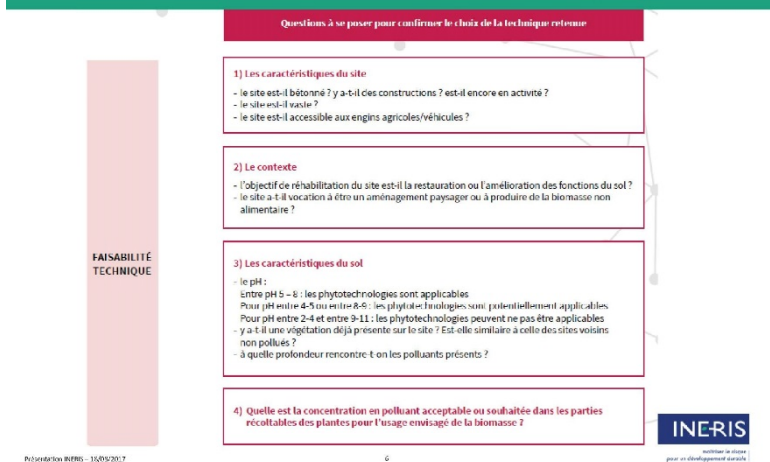 Questions à se poser pour confirmer le choix de la technique retenue
1) Les caractéristiques du site
- le site est-il bétonné ? y a-t-il des constructions ? est-il encore en activité ?
- le site est-il vaste ?
- le site est-il accessible aux engins agricoles/véhicules ?
2) Le contexte
- l'objectif de réhabilitation du site est-il la restauration ou l'amélioration des fonctions du sol ?
- le site a-t-il vocation à être un aménagement paysager ou à produire de la biomasse non
alimentaire ?
FAISABILITÉ
TECHNIQUE
3) Les caractéristiques du sol
- le pH :
Entre pH 5 – 8 : les phytotechnologies sont applicables
Pour pH entre 4-5 ou entre 8-9 : les phytotechnologies sont potentiellement applicables
Pour pH entre 2-4 et entre 9-11 : les phytotechnologies peuvent ne pas être applicables
- y a-t-il une végétation déjà présente sur le site ? Est-elle similaire à celle des sites voisins
non pollués ?
- à quelle profondeur rencontre-t-on les polluants présents ?
4) Quelle est la concentration en polluant acceptable ou souhaitée dans les parties
récoltables des plantes pour l'usage envisagé de la biomasse ?
INERIS
maîtriser le risque
pour un développement durable
Présentation INERIS – 16/03/2017
6